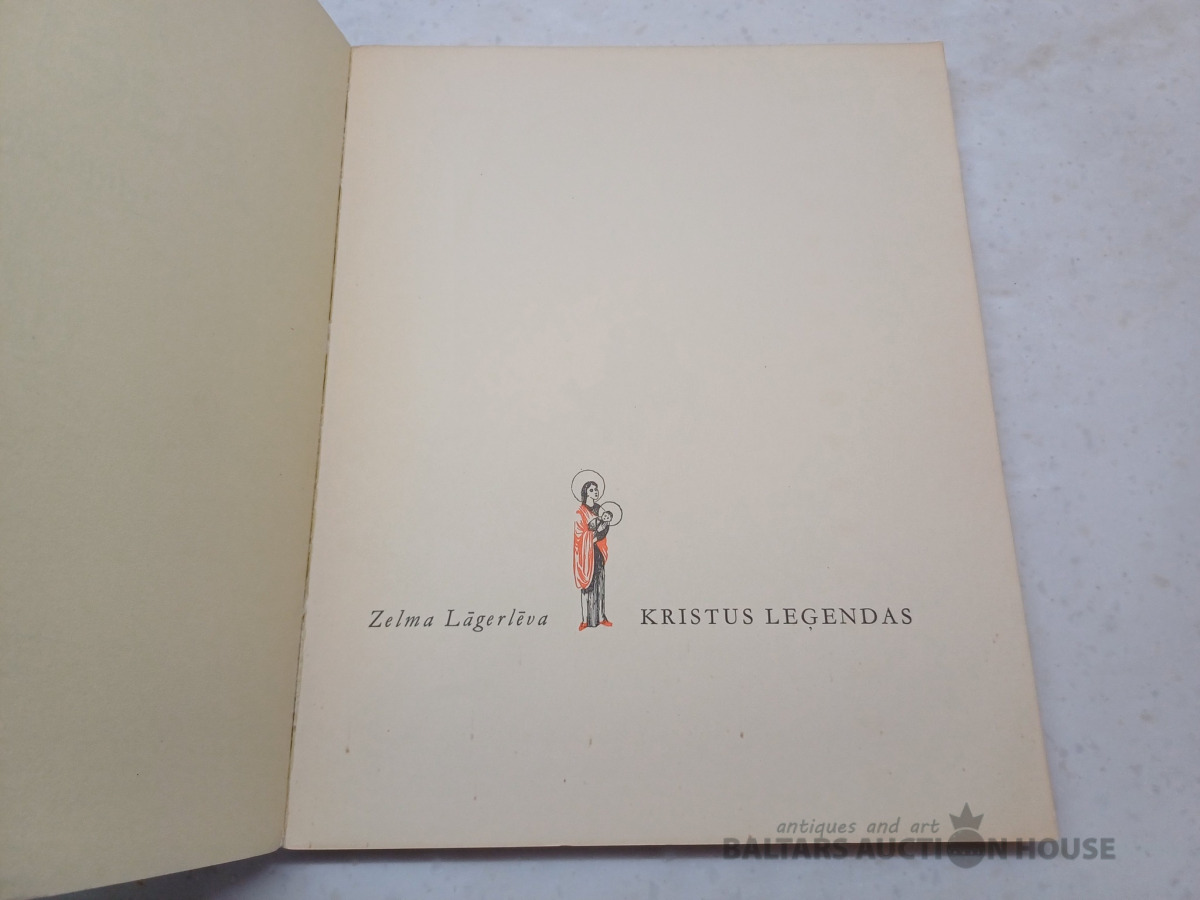 Zelma Lāgerlēva KRISTUS LEĢENDAS
antiques and art
BALTARS AUCTION HOUSE